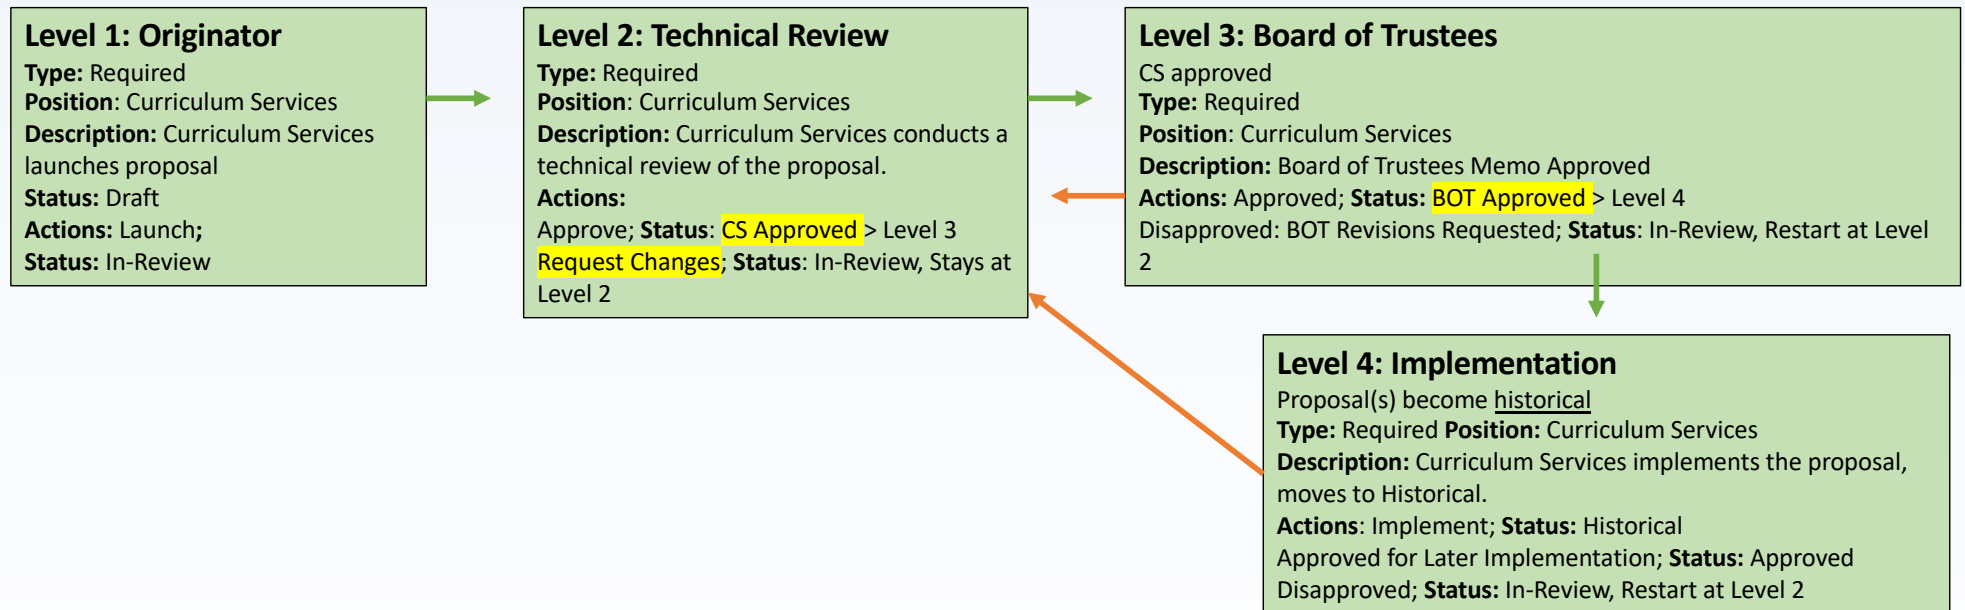 Level 1: Originator
Type: Required
Position: Curriculum Services
Description: Curriculum Services
launches proposal
Status: Draft
Actions: Launch;
Status: In-Review
Level 2: Technical Review
Type: Required
Position: Curriculum Services
Description: Curriculum Services conducts a
technical review of the proposal.
Actions:
Approve; Status: CS Approved > Level 3
Request Changes; Status: In-Review, Stays at
Level 2
Level 3: Board of Trustees
CS approved
Type: Required
Position: Curriculum Services
Description: Board of Trustees Memo Approved
Actions: Approved; Status: BOT Approved > Level 4
Disapproved: BOT Revisions Requested; Status: In-Review, Restart at Level
2
Level 4: Implementation
Proposal(s) become historical
Type: Required Position: Curriculum Services
Description: Curriculum Services implements the proposal,
moves to Historical.
Actions: Implement; Status: Historical
Approved for Later Implementation; Status: Approved
Disapproved; Status: In-Review, Restart at Level 2